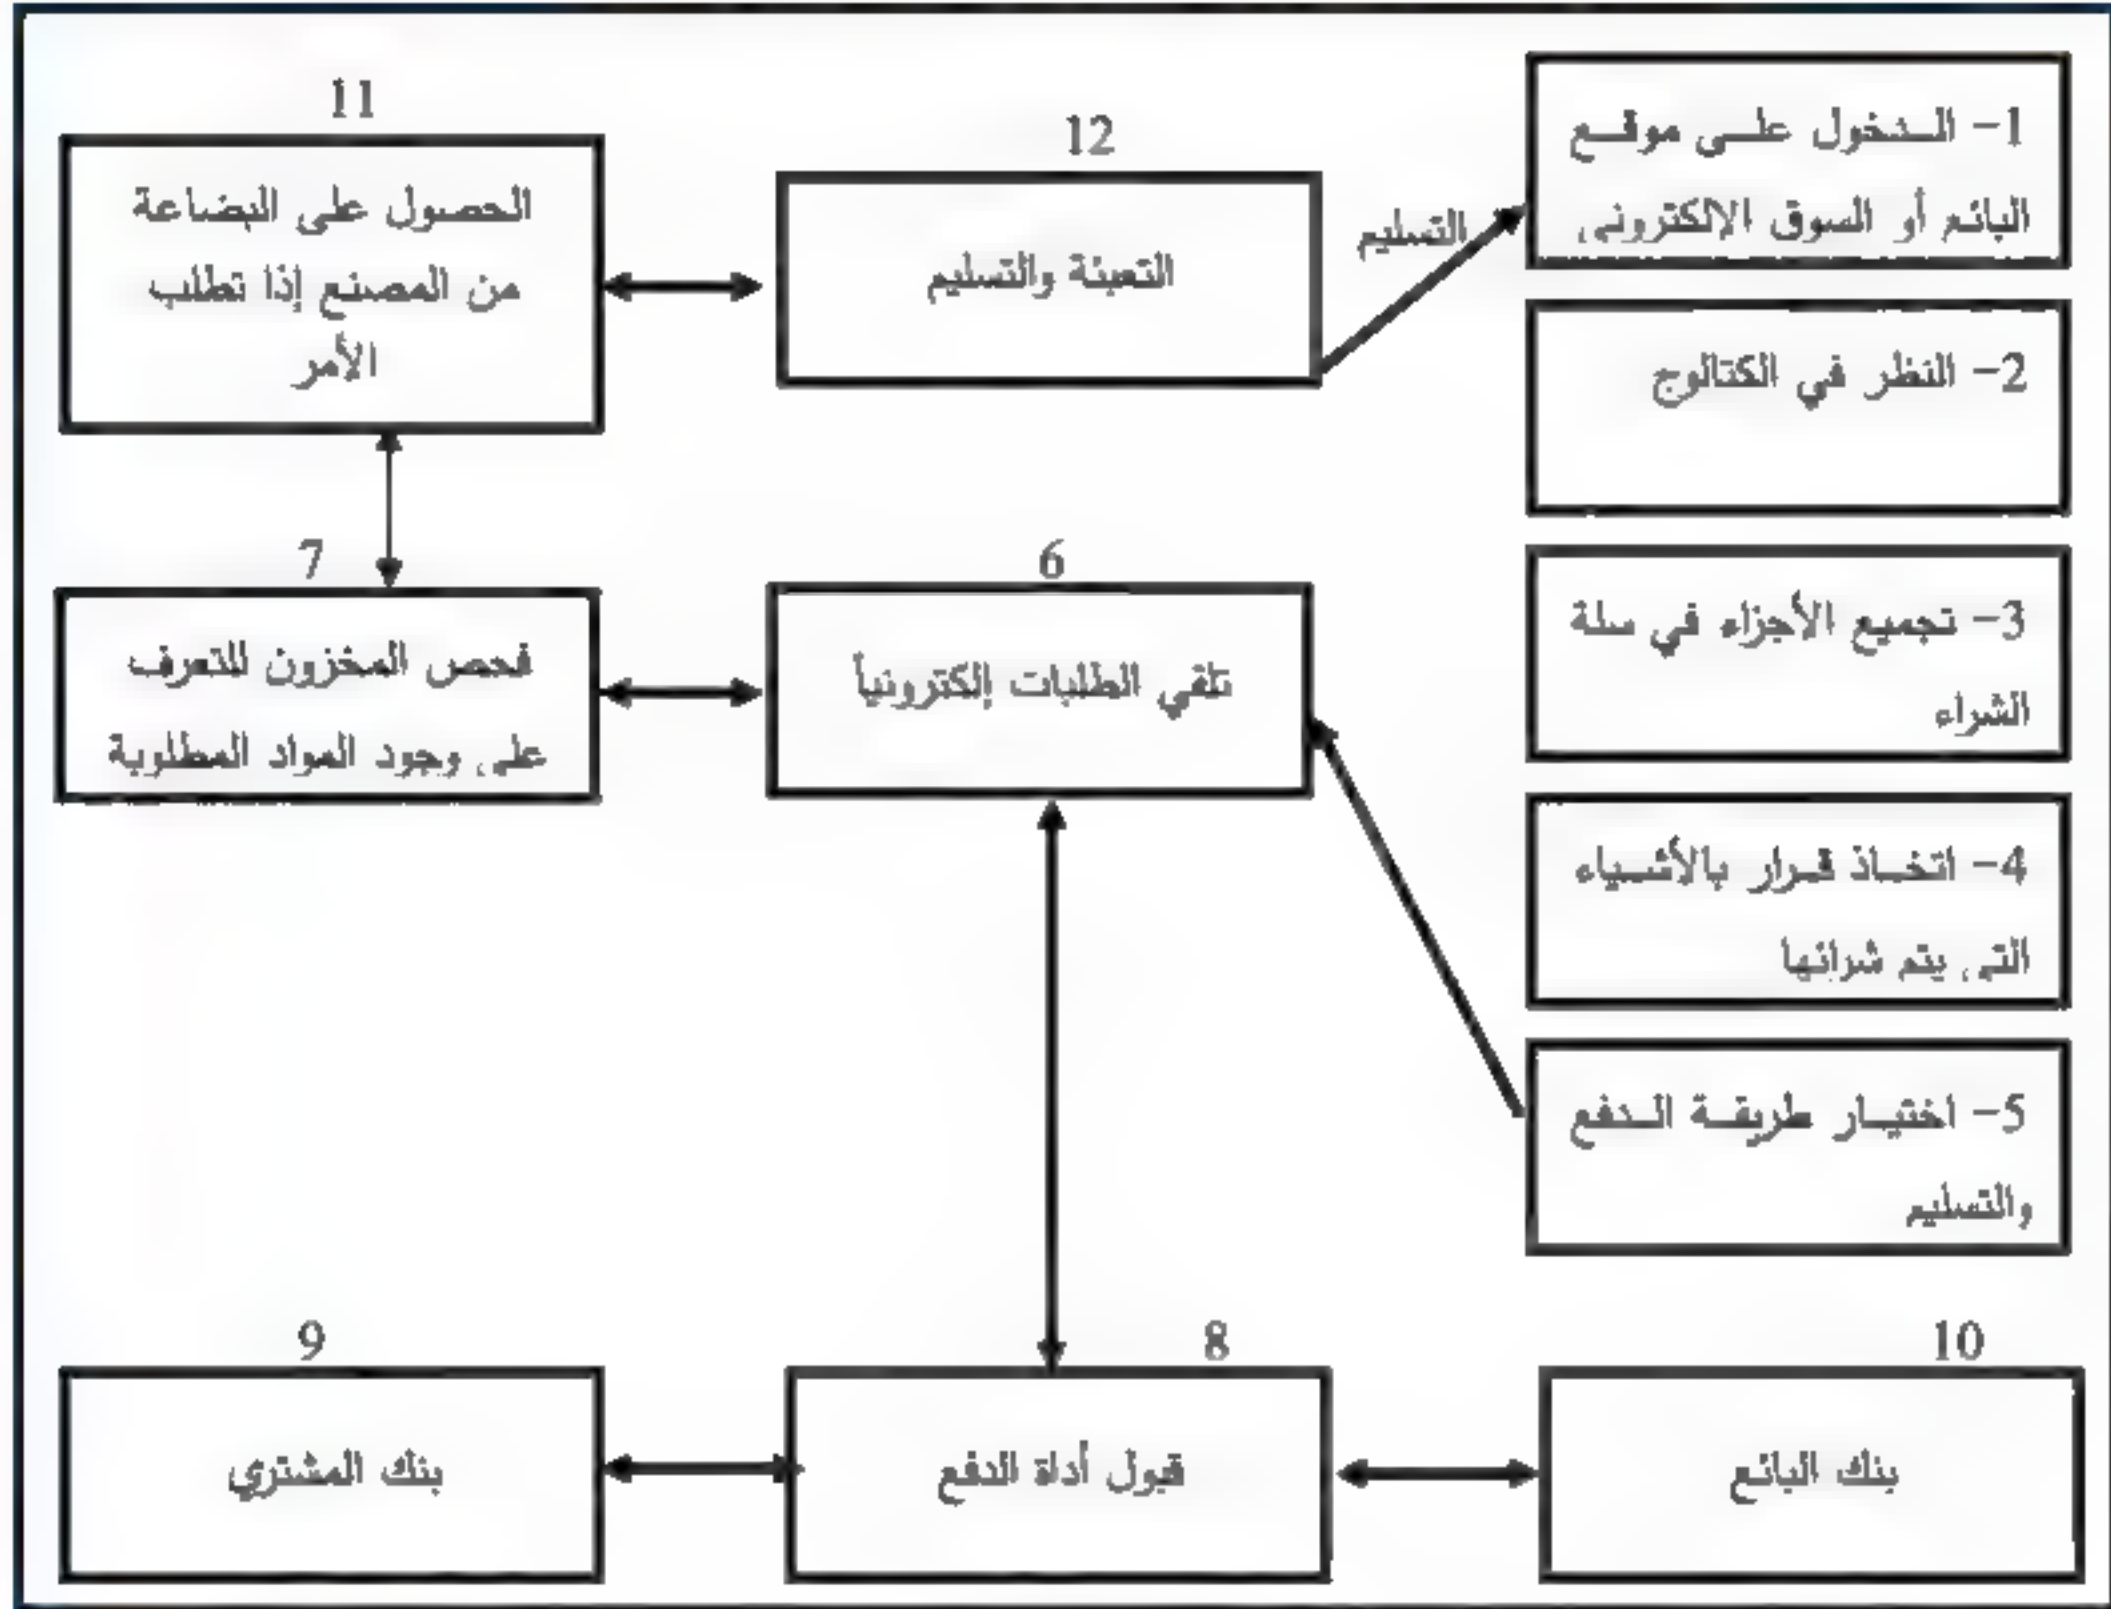 1- الدخول على موقع
البائع أو السوق الإلكتروني
2- النظر في الكتالوج
3- تجميع الأجزاء في سلة
الشراء
4- اتخاذ قرار بالأشياء
التي يتم شرائها
5- اختيار طريقة الدفع
والتسليم
التسليم
12
التعبئة والتسليم
11
الحصول على البضاعة
من المصنع إذا تطلب
الأمر
6
تلقي الطلبات إلكترونياً
7
فحص المخزون للتعرف
على وجود المواد المطلوبة
10
بنك البائع
8
قبول أداة الدفع
9
بنك المشتري